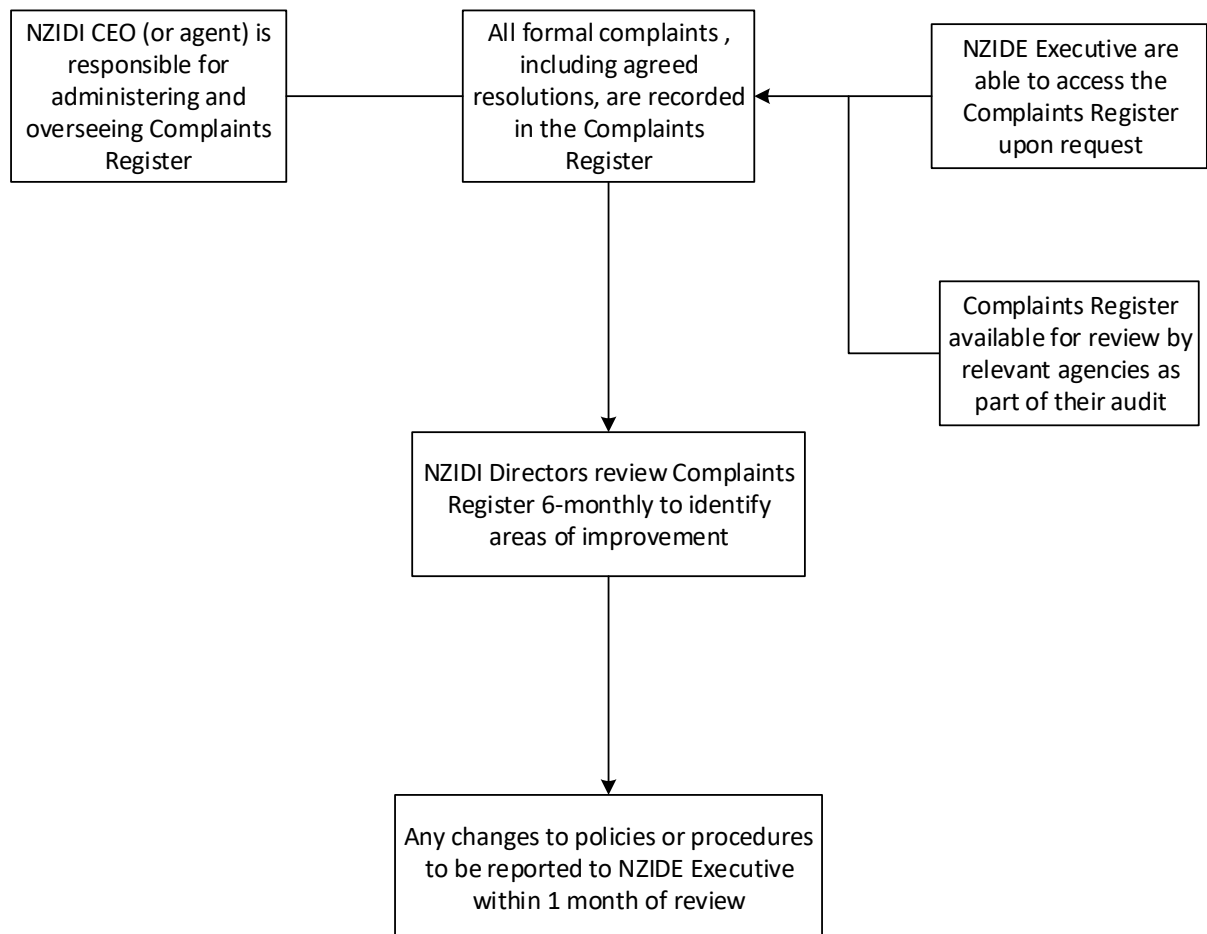 NZIDI CEO (or agent) is
responsible for
administering and
overseeing Complaints
Register
All formal complaints ,
including agreed
resolutions, are recorded
in the Complaints
Register
NZIDE Executive are
able to access the
Complaints Register
upon request
Complaints Register
available for review by
relevant agencies as
part of their audit
NZIDI Directors review Complaints
Register 6-monthly to identify
areas of improvement
Any changes to policies or procedures
to be reported to NZIDE Executive
within 1 month of review